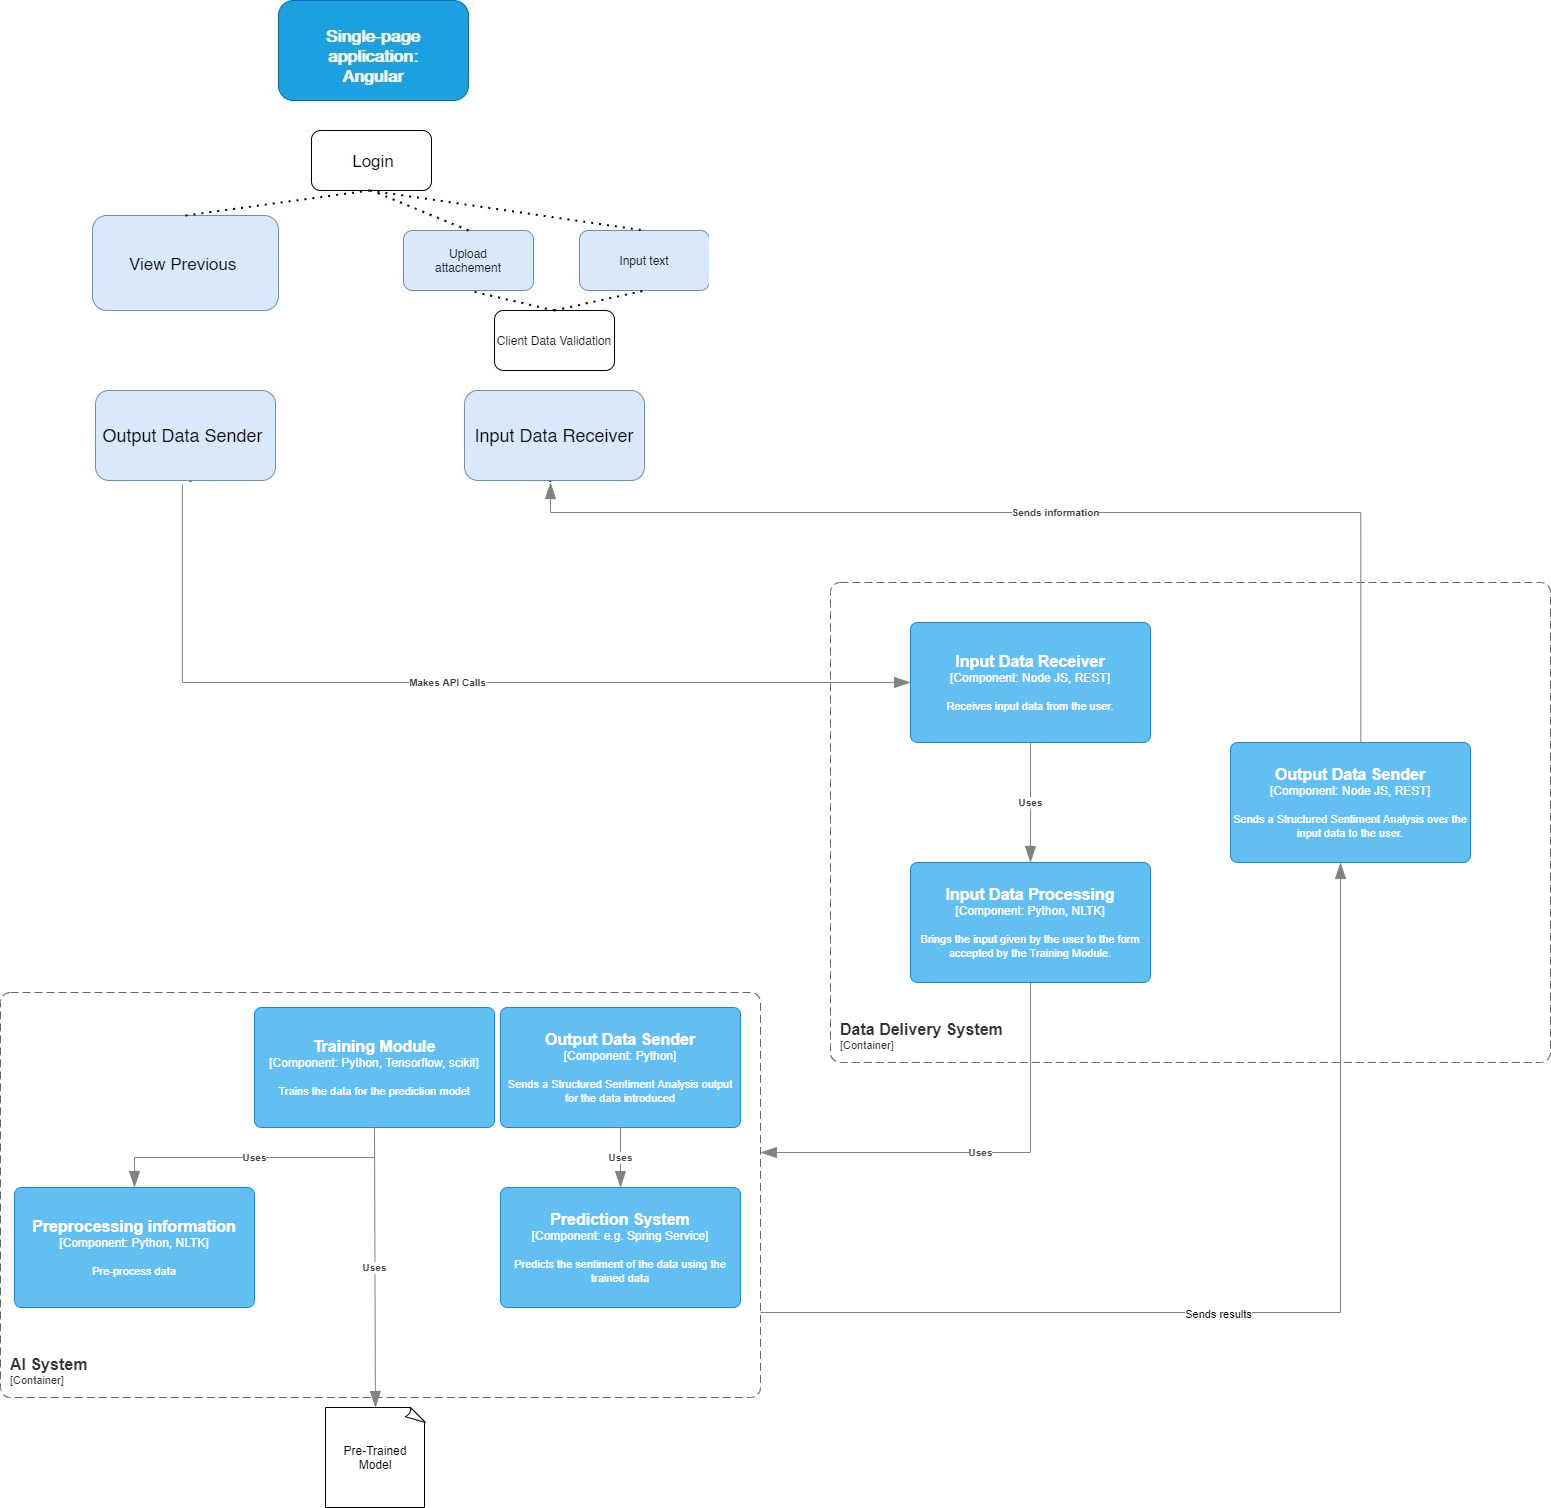 Single-page
application:
Angular
Login
View Previous
Upload
attachement
Input text
Client Data Validation
Output Data Sender
Input Data Receiver
Sends information
Makes API Calls
Input Data Receiver
[Component: Node JS, REST]
Receives input data from the user.
Uses
Output Data Sender
[Component: Node JS, REST]
Sends a Structured Sentiment Analysis over the
input data to the user.
Input Data Processing
[Component: Python, NLTK]
Brings the input given by the user to the form
accepted by the Training Module.
Data Delivery System
[Container]
Training Module
[Component: Python, Tensorflow, scikit]
Trains the data for the prediction model
Output Data Sender
[Component: Python]
Sends a Structured Sentiment Analysis output
for the data introduced
Uses
Uses
Uses
Preprocessing information
[Component: Python, NLTK]
Pre-process data
Prediction System
[Component: e.g. Spring Service]
Predicts the sentiment of the data using the
trained data
Uses
Sends results
AI System
[Container]
Pre-Trained
Model